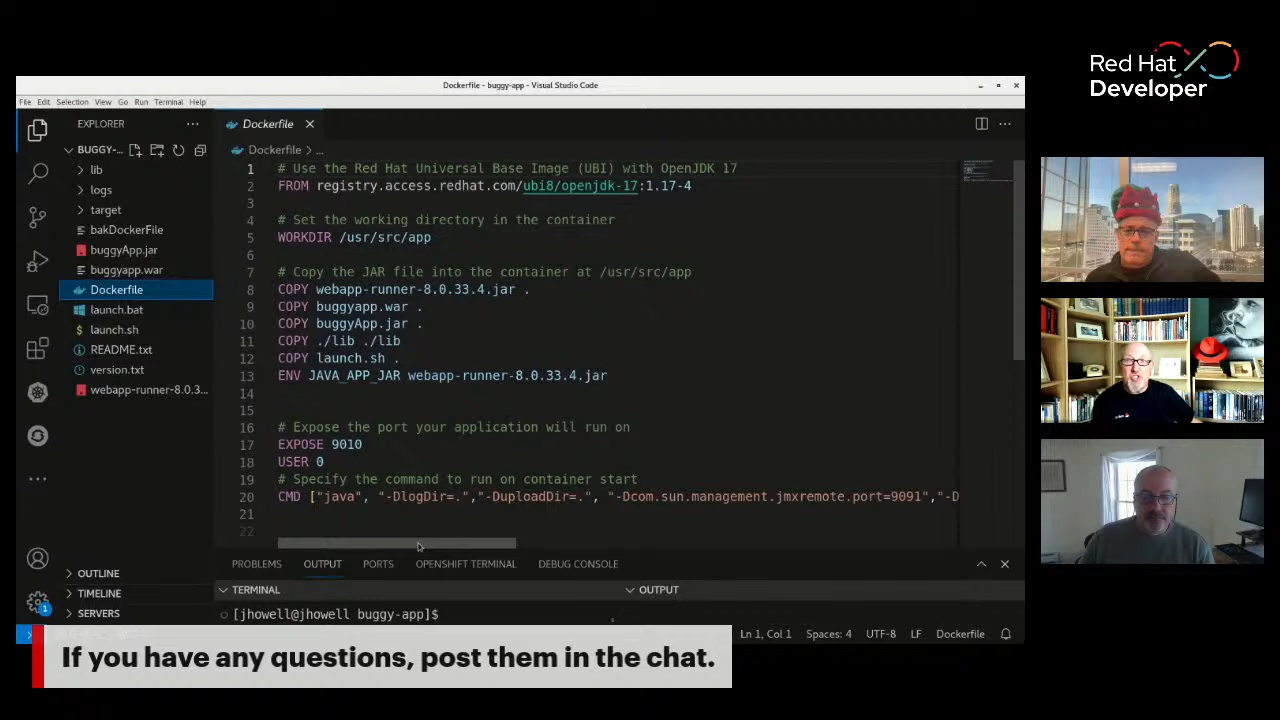 Red Hat
Developer
Dockerfile - buggy-app - Visual Studio Code
File Edit Selection View Go Run Terminal Help
EXPLORER
Dockerfile
BUGGY-...
Dockerfile > ...
lib
logs
target
bakDockerFile
buggyApp.jar
buggyapp.war
Dockerfile
launch.bat
launch.sh
README.txt
version.txt
webapp-runner-8.0.3...
OUTLINE
TIMELINE
SERVERS
1 # Use the Red Hat Universal Base Image (UBI) with OpenJDK 17
2 FROM registry.access.redhat.com/ubi8/openjdk-17:1.17-4
3
4 # Set the working directory in the container
5 WORKDIR /usr/src/app
6
7 # Copy the JAR file into the container at /usr/src/app
8 COPY webapp-runner-8.0.33.4.jar .
9 COPY buggyapp.war .
10 COPY buggyApp.jar .
11 COPY ./lib ./lib
12 COPY launch.sh .
13 ENV JAVA_APP_JAR webapp-runner-8.0.33.4.jar
14
15
16 # Expose the port your application will run on
17 EXPOSE 9010
18 USER 0
19 # Specify the command to run on container start
20 CMD ["java", "-DlogDir=.","-DuploadDir=.", "-Dcom.sun.management.jmxremote.port=9091","-D
21
22
PROBLEMS OUTPUT PORTS OPENSHIFT TERMINAL DEBUG CONSOLE
TERMINAL OUTPUT
[jhowell@jhowell buggy-app]$
1
Ln 1, Col 1 Spaces: 4 UTF-8 LF Dockerfile
If you have any questions, post them in the chat.